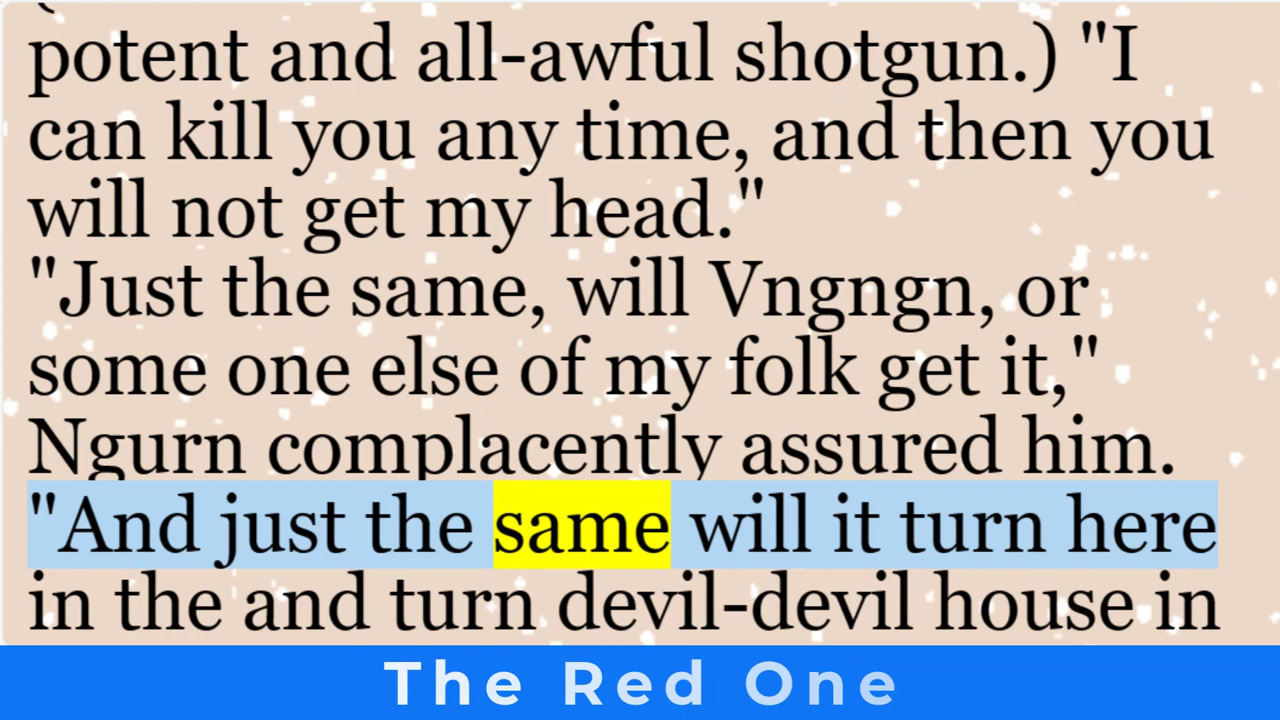 potent and all-awful shotgun.) "I
can kill you any time, and then you
will not get my head."
"Just the same, will Vngngn, or
some one else of my folk get it,"
Ngurn complacently assured him.
"And just the same will it turn here
in the and turn devil-devil house in
The Red One